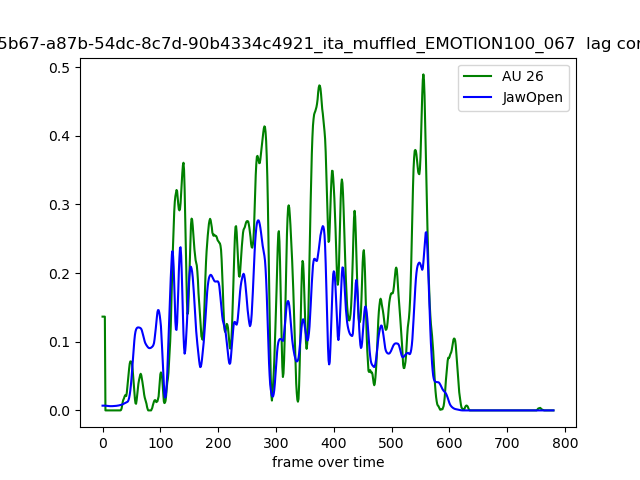 5b67-a87b-54dc-8c7d-90b4334c4921_ita_muffled_EMOTION100_067 lag
AU 26
JawOpen
0.5
0.4
0.3
0.2
0.1
0.0
0 100 200 300 400 500 600 700 800
frame over time